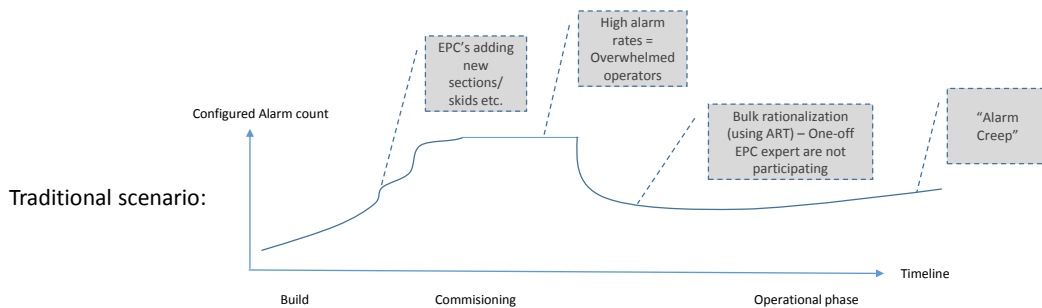 High alarm
rates =
Overwhelmed
operators
EPC's adding
new
sections/
skids etc.
Configured Alarm count
Bulk rationalization
(using ART) – One-off
EPC expert are not
participating
“Alarm
Creep”
Traditional scenario:
Timeline
Build
Commisioning
Operational phase